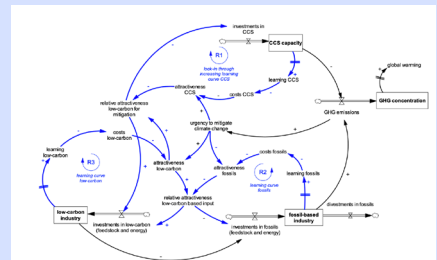 investments in
CCS
CCS capacity
R1
lock-in through
increasing learning
curve CCS
global warming
learning CCS
attractiveness
CCS
costs CCS
GHG concentration
relative attractiveness
low-carbon for
mitigation
GHG emissions
urgency to mitigate
climate change
costs
low-carbon
learning
low-carbon
R3
learning curve
low-carbon
attractiveness
low-carbon
attractiveness
fossils
costs fossils
R2
learning curve
fossils
learning fossils
relative attractiveness
low-carbon based input
low-carbon
industry
investments in low-carbon
(feedstock and energy)
investments in fossils
(feedstock and energy)
fossil-based
industry
divestments in fossils